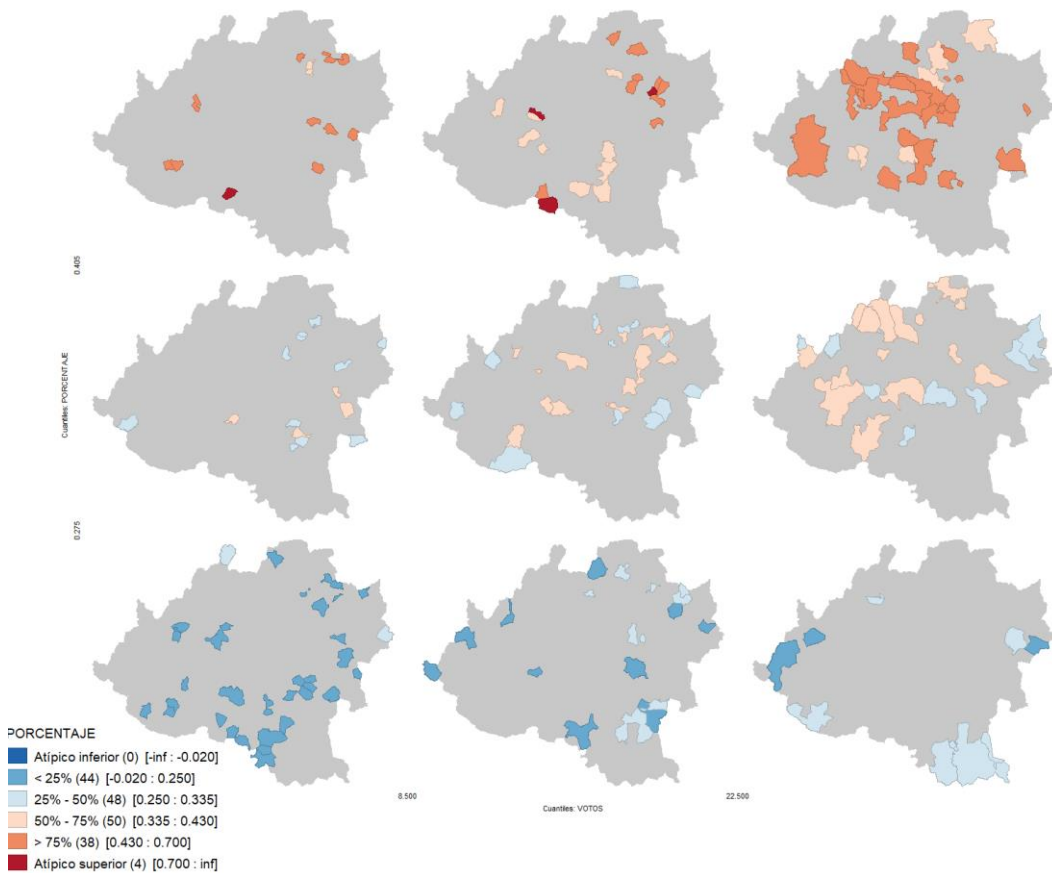 0.405
Cuantiles: PORCENTAJE
0.275
8.500
22.500
Cuantiles: VOTOS
PORCENTAJE
Atípico inferior (0) [-inf : -0.020]
< 25% (44) [-0.020 : 0.250]
25% - 50% (48) [0.250 : 0.335]
50% - 75% (50) [0.335 : 0.430]
> 75% (38) [0.430 : 0.700]
Atípico superior (4) [0.700 : inf]